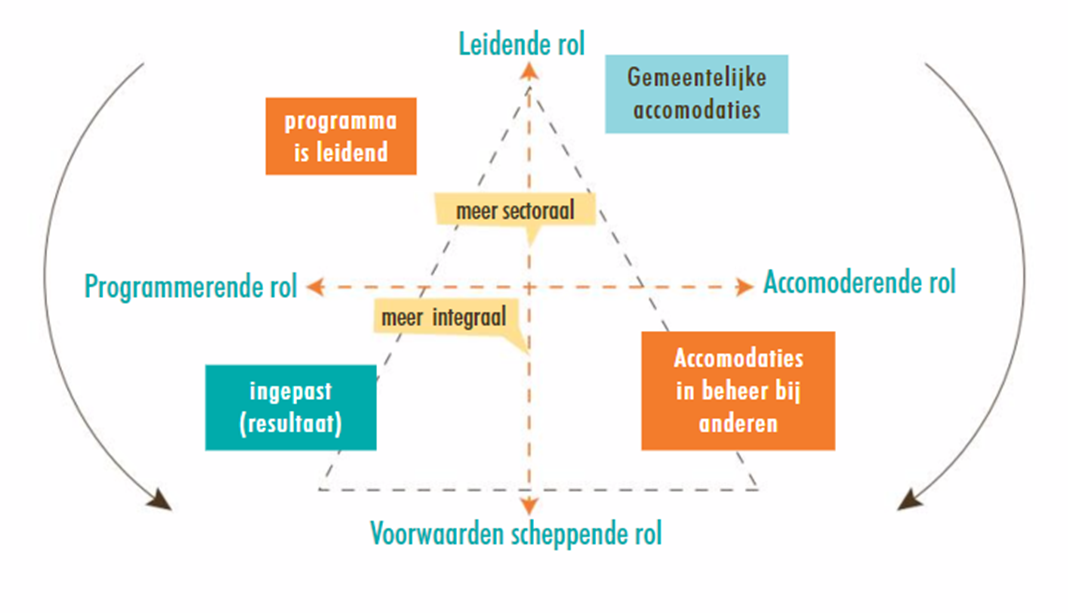 Leidende rol
Gemeentelijke
accomodaties
programma
is leidend
meer sectoraal
Programmerende rol
Accomoderende rol
meer integraal
Accomodaties
in beheer bij
anderen
ingepast
(resultaat)
Voorwaarden scheppende rol